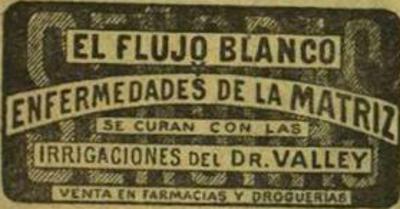 EL FLUJO BLANCO
Y
ENFERMEDADES DE LA MATRIZ
SE CURAN CON LAS
IRRIGACIONES DEL DR. VALLEY
VENTA EN FARMACIAS Y DROGUERIAS